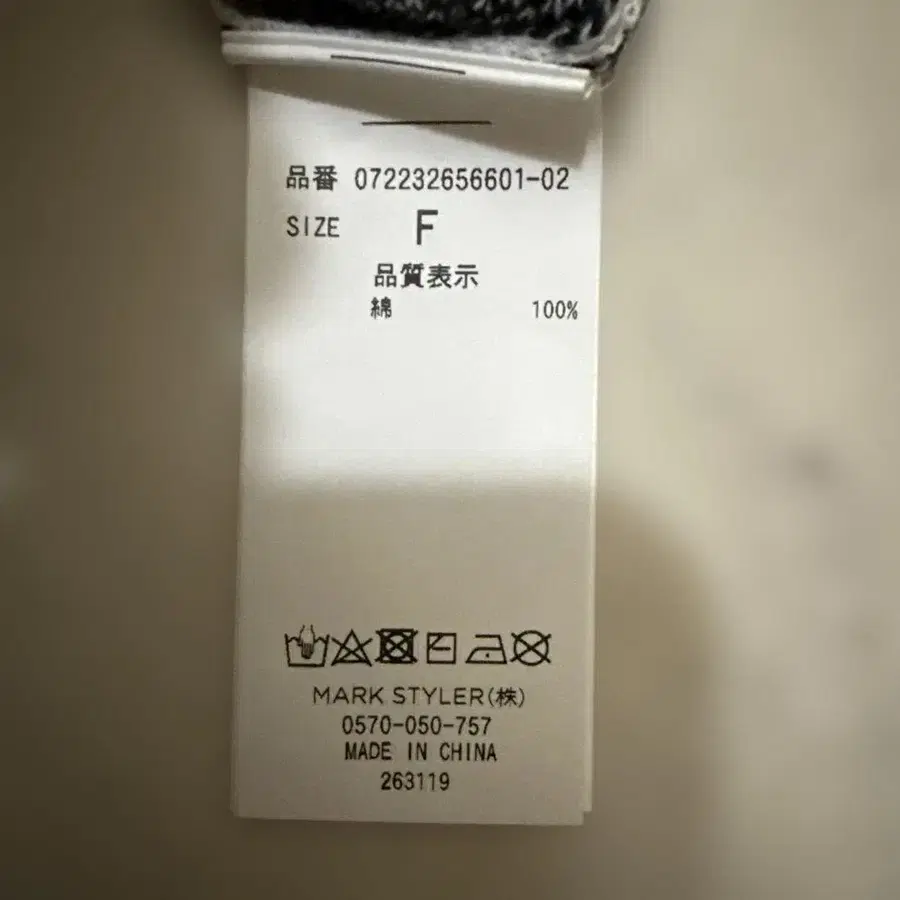 品番 072232656601-02
SIZE F
品質表示
綿 100%
MARK STYLER(株)
0570-050-757
MADE IN CHINA
263119